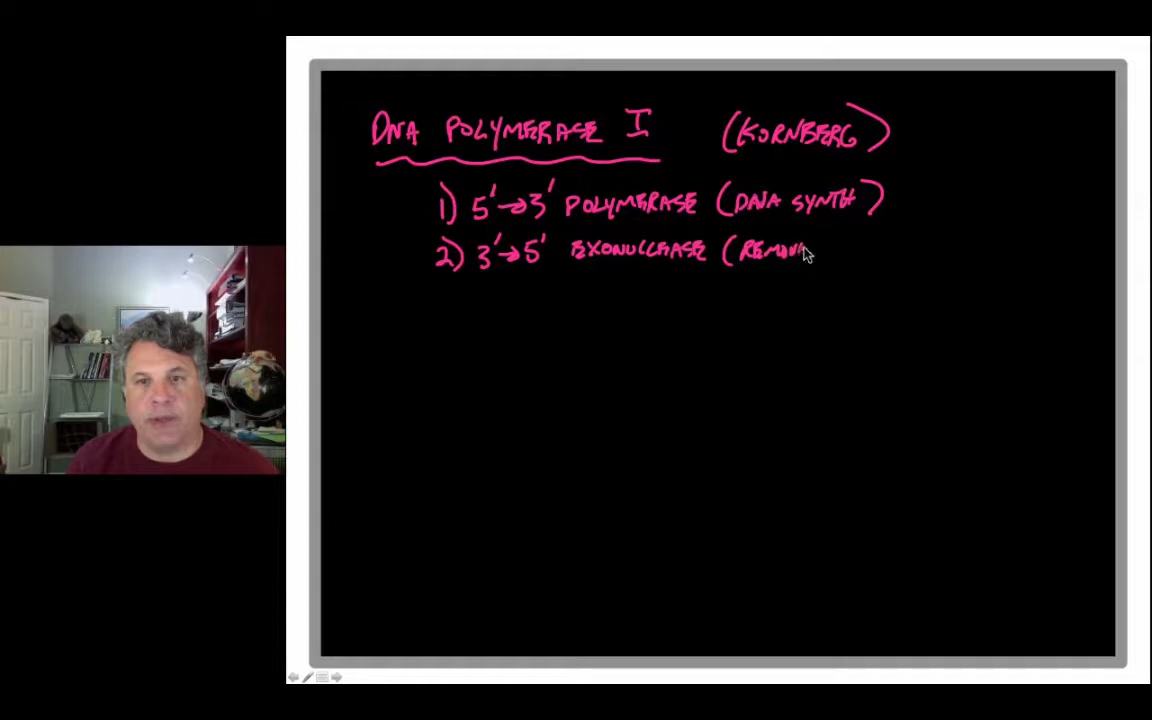 DNA POLYMERASE I (KORNBERG)
1) 5'→3' POLYMERASE (DNA SYNTH)
2) 3'→5' EXONUCLEASE (REMOV